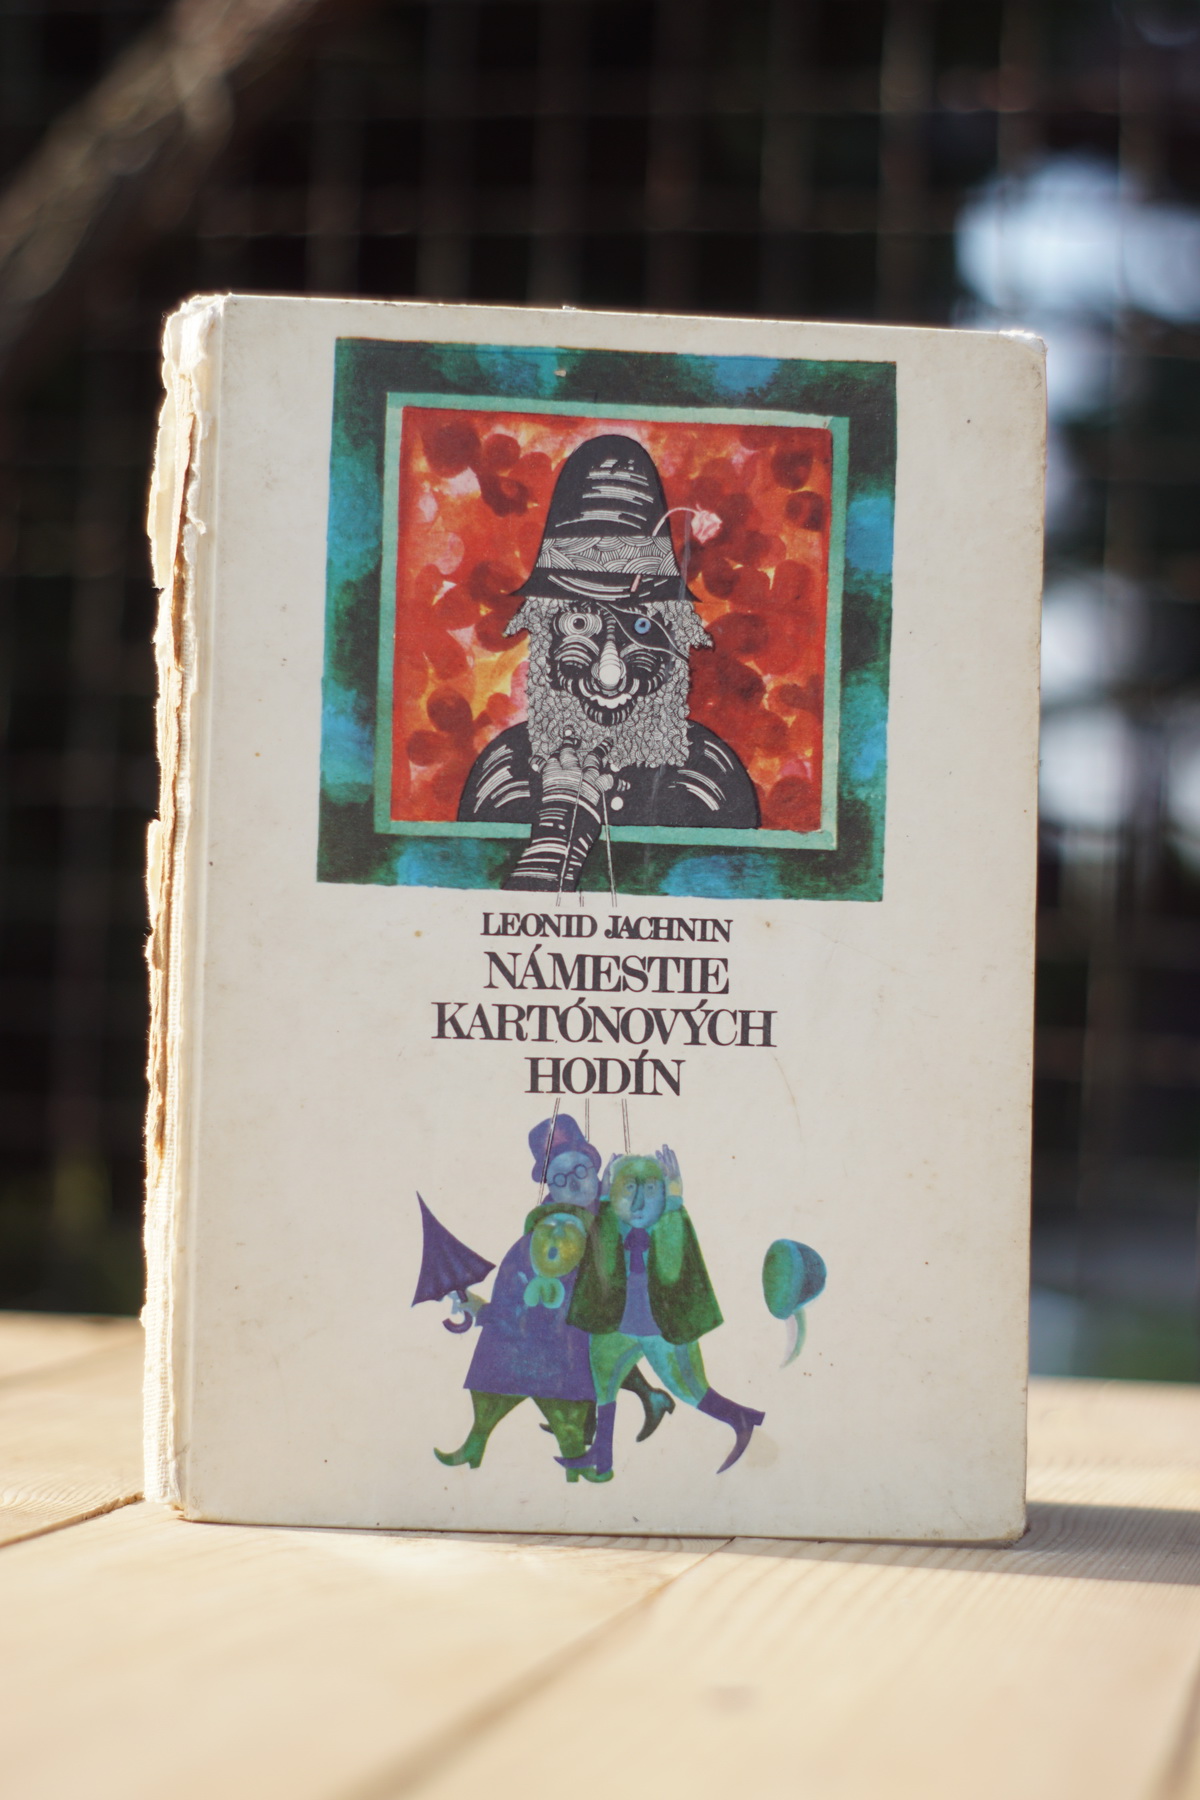 LEONID JACHNIN
NÁMESTIE
KARTÓNOVÝCH
HODÍN